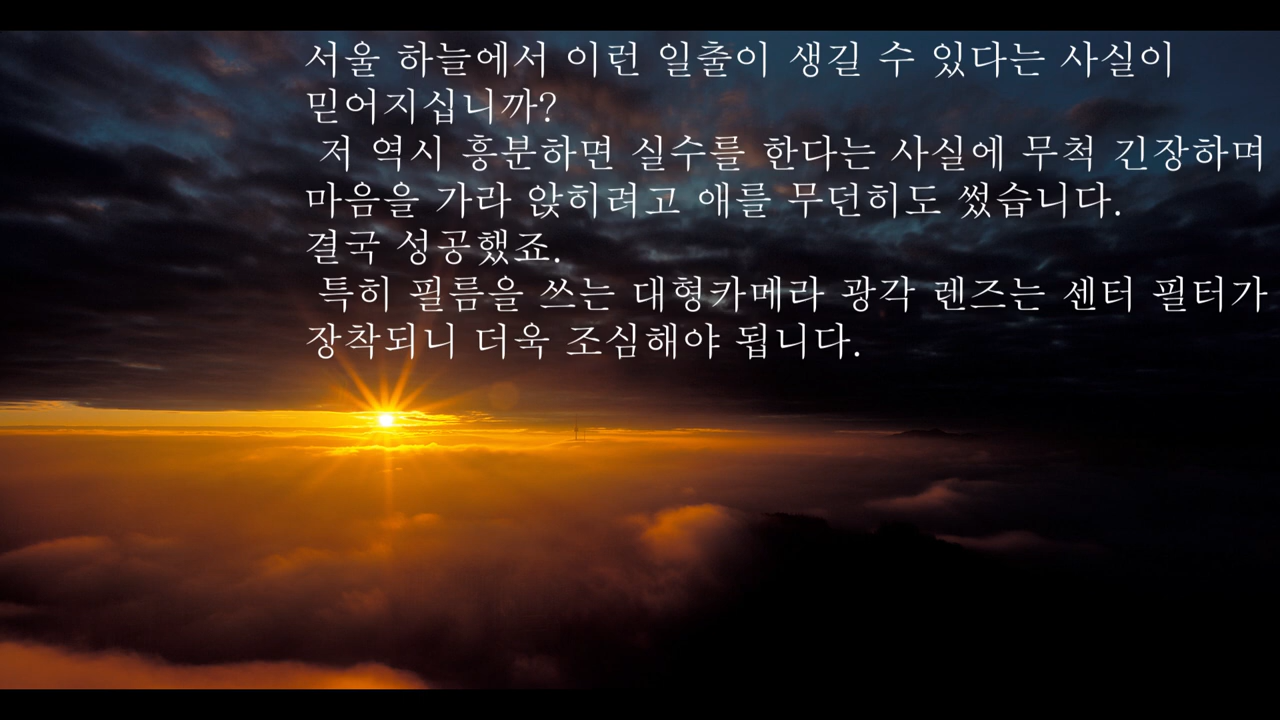 서울 하늘에서 이런 일출이 생길 수 있다는 사실이
믿어지십니까?
저 역시 흥분하면 실수를 한다는 사실에 무척 긴장하며
마음을 가라 앉히려고 애를 무던히도 썼습니다.
결국 성공했죠.
특히 필름을 쓰는 대형카메라 광각 렌즈는 센터 필터가
장착되니 더욱 조심해야 됩니다.